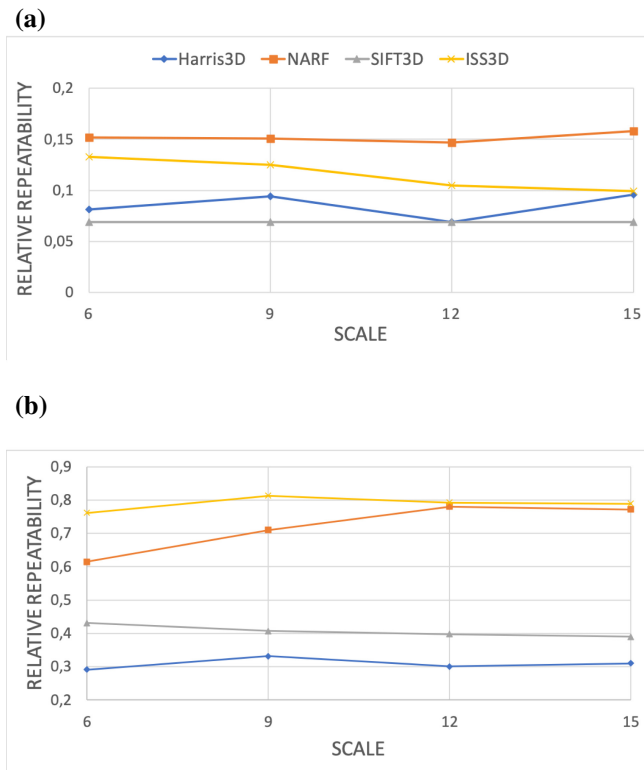 (a)
Harris3D NARF SIFT3D ISS3D
0,2
0,15
0,1
0,05
0
RELATIVE REPEATABILITY
6 9 12 15
SCALE
(b)
0,9
0,8
0,7
0,6
0,5
0,4
0,3
0,2
RELATIVE REPEATABILITY
6 9 12 15
SCALE